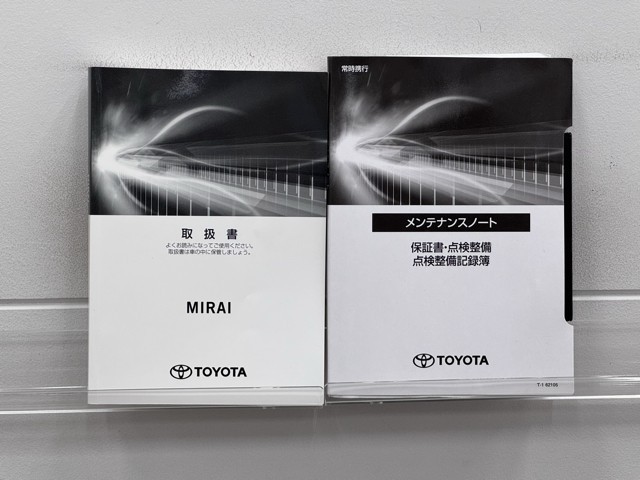 取扱書
よくお読みになってご使用ください。
取扱書は車の中に保管しましょう。
MIRAI
TOYOTA
常時携行
メンテナンスノート
保証書・点検整備
点検整備記録簿
TOYOTA
T-1 62105